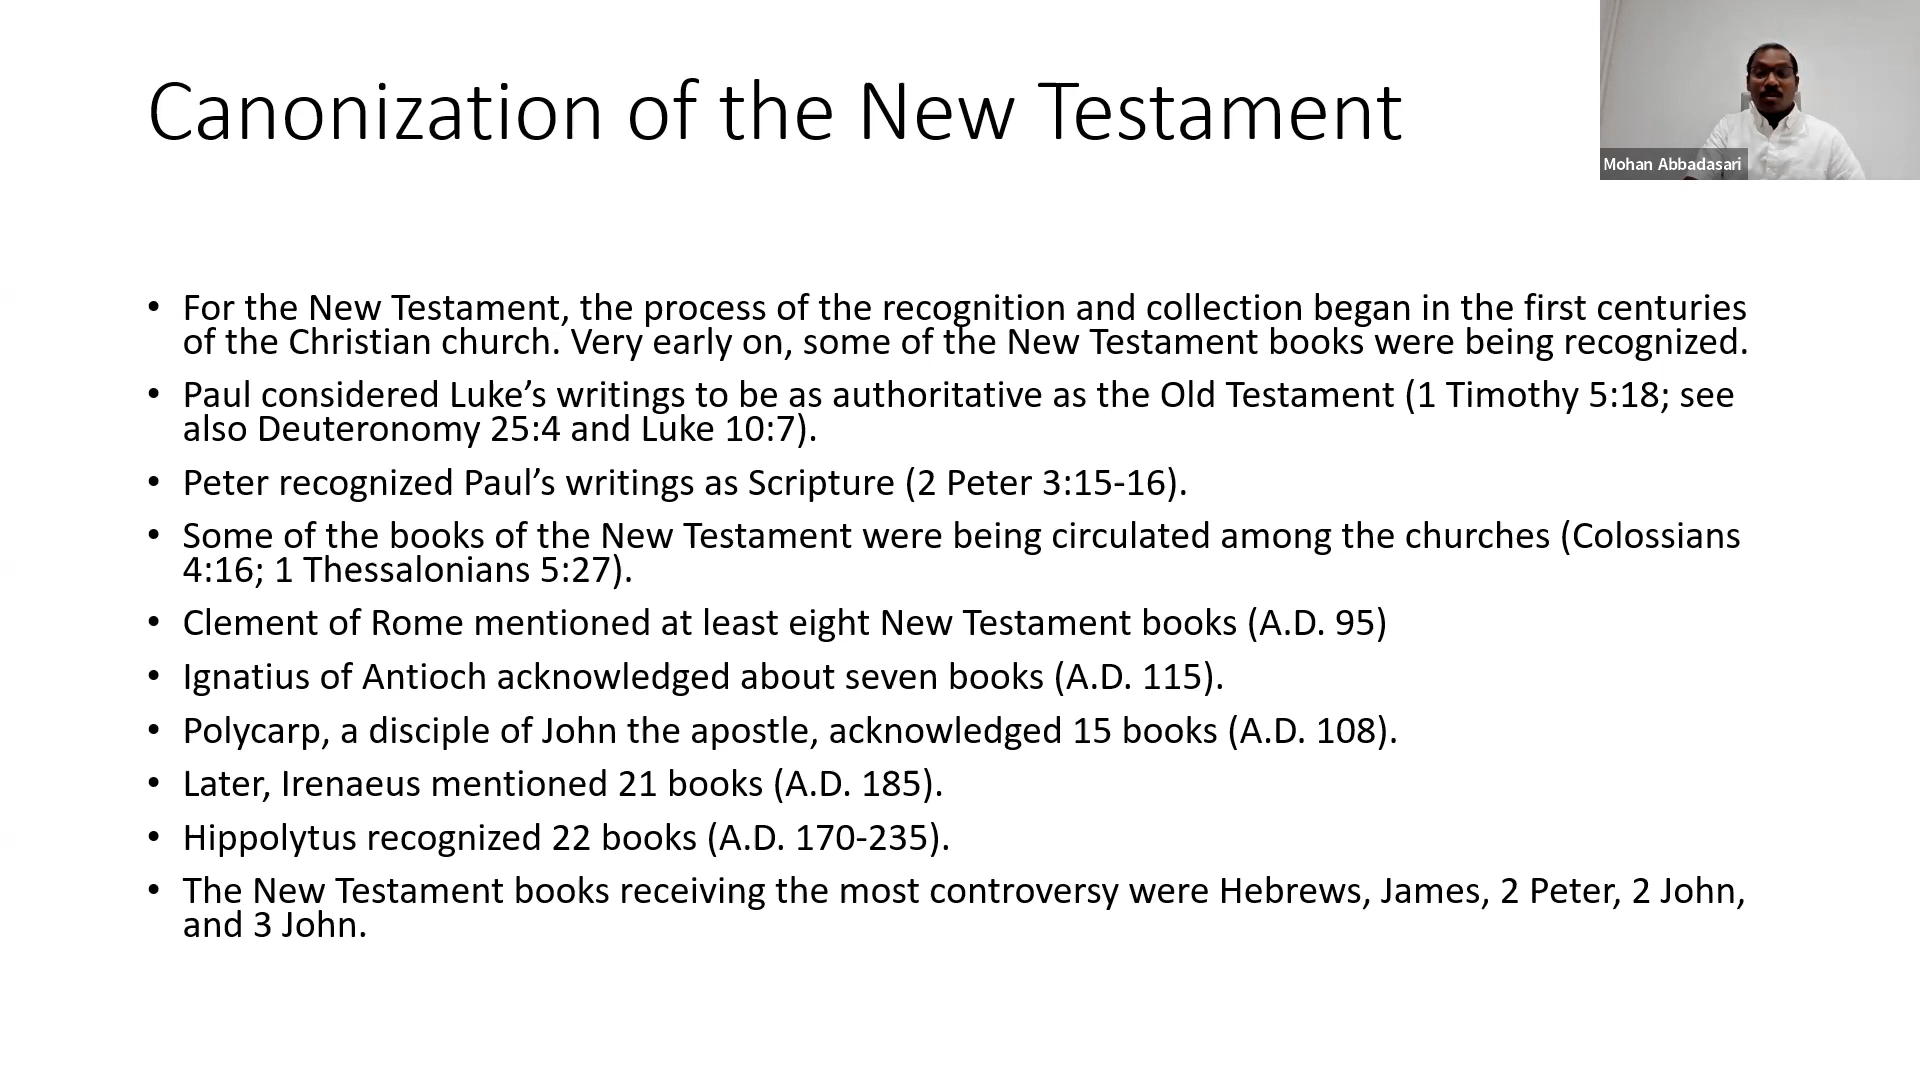 Canonization of the New Testament
Mohan Abbadasari
• For the New Testament, the process of the recognition and collection began in the first centuries
of the Christian church. Very early on, some of the New Testament books were being recognized.
• Paul considered Luke’s writings to be as authoritative as the Old Testament (1 Timothy 5:18; see
also Deuteronomy 25:4 and Luke 10:7).
• Peter recognized Paul’s writings as Scripture (2 Peter 3:15-16).
• Some of the books of the New Testament were being circulated among the churches (Colossians
4:16; 1 Thessalonians 5:27).
• Clement of Rome mentioned at least eight New Testament books (A.D. 95)
• Ignatius of Antioch acknowledged about seven books (A.D. 115).
• Polycarp, a disciple of John the apostle, acknowledged 15 books (A.D. 108).
• Later, Irenaeus mentioned 21 books (A.D. 185).
• Hippolytus recognized 22 books (A.D. 170-235).
• The New Testament books receiving the most controversy were Hebrews, James, 2 Peter, 2 John,
and 3 John.